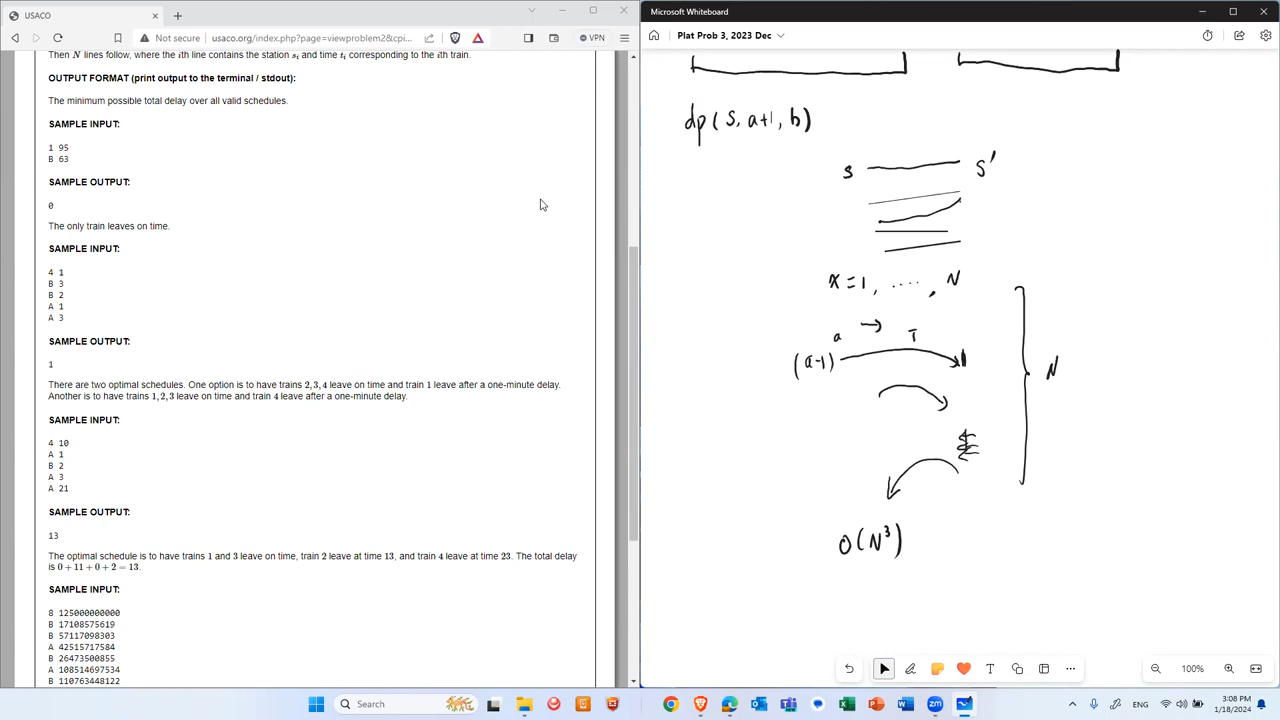 USACO
Not secure
usaco.org/index.php?page=viewproblem2&cpi...
VPN
Then N lines follow, where the ith line contains the station si and time ti corresponding to the ith train.
OUTPUT FORMAT (print output to the terminal / stdout):
The minimum possible total delay over all valid schedules.
SAMPLE INPUT:
1 95
B 63
SAMPLE OUTPUT:
0
The only train leaves on time.
SAMPLE INPUT:
4 1
B 3
B 2
A 1
A 3
SAMPLE OUTPUT:
1
There are two optimal schedules. One option is to have trains 2,3,4 leave on time and train 1 leave after a one-minute delay.
Another is to have trains 1,2,3 leave on time and train 4 leave after a one-minute delay.
SAMPLE INPUT:
4 10
A 1
B 2
A 3
A 21
SAMPLE OUTPUT:
13
The optimal schedule is to have trains 1 and 3 leave on time, train 2 leave at time 13, and train 4 leave at time 23. The total delay
is 0+11+0+2=13.
SAMPLE INPUT:
8 125000000000
B 17108575619
B 57117098303
A 42515717584
B 26473500855
A 108514697534
B 110763448122
Microsoft Whiteboard
Plat Prob 3, 2023 Dec
dp(s, a+1, b)
s s'
x=1, ...., N
a T
(a-1)
N
O(N³)
100%
Search
ENG
3:08 PM
1/18/2024